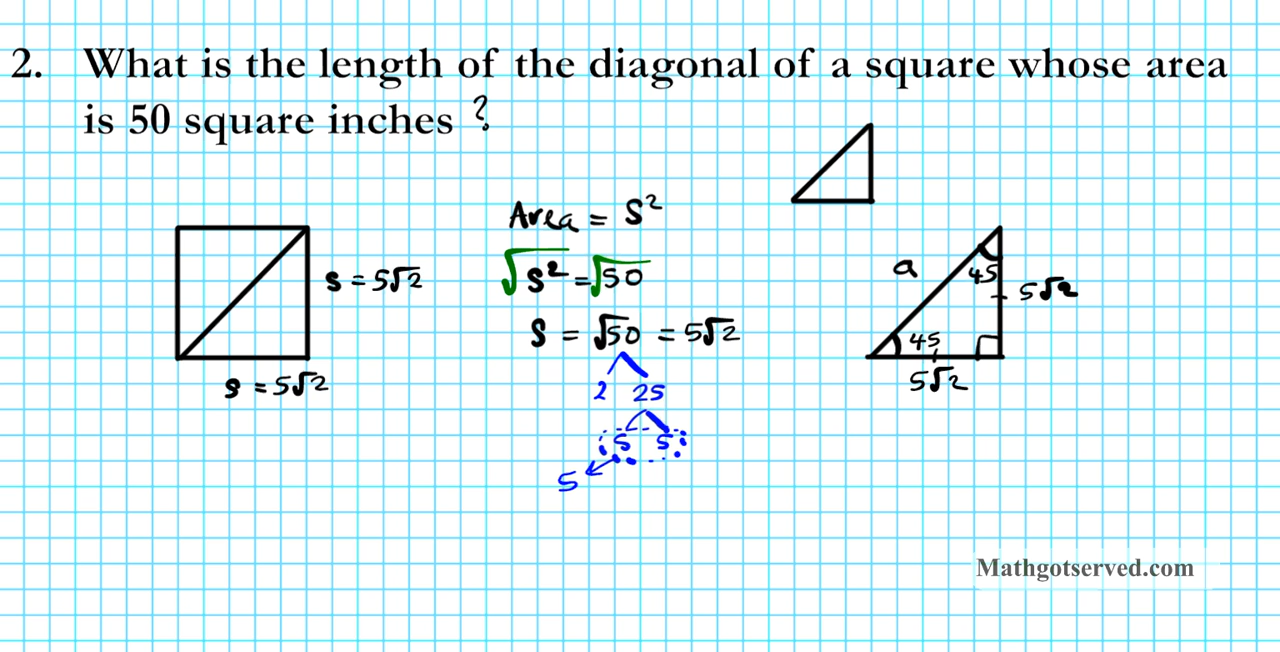 2. What is the length of the diagonal of a square whose area
is 50 square inches ?
Area = S²
√S² = √50
S = √50 = 5√2
2 25
5 5
5
s = 5√2
s = 5√2
a
45
5√2
45
5√2
Mathgotserved.com